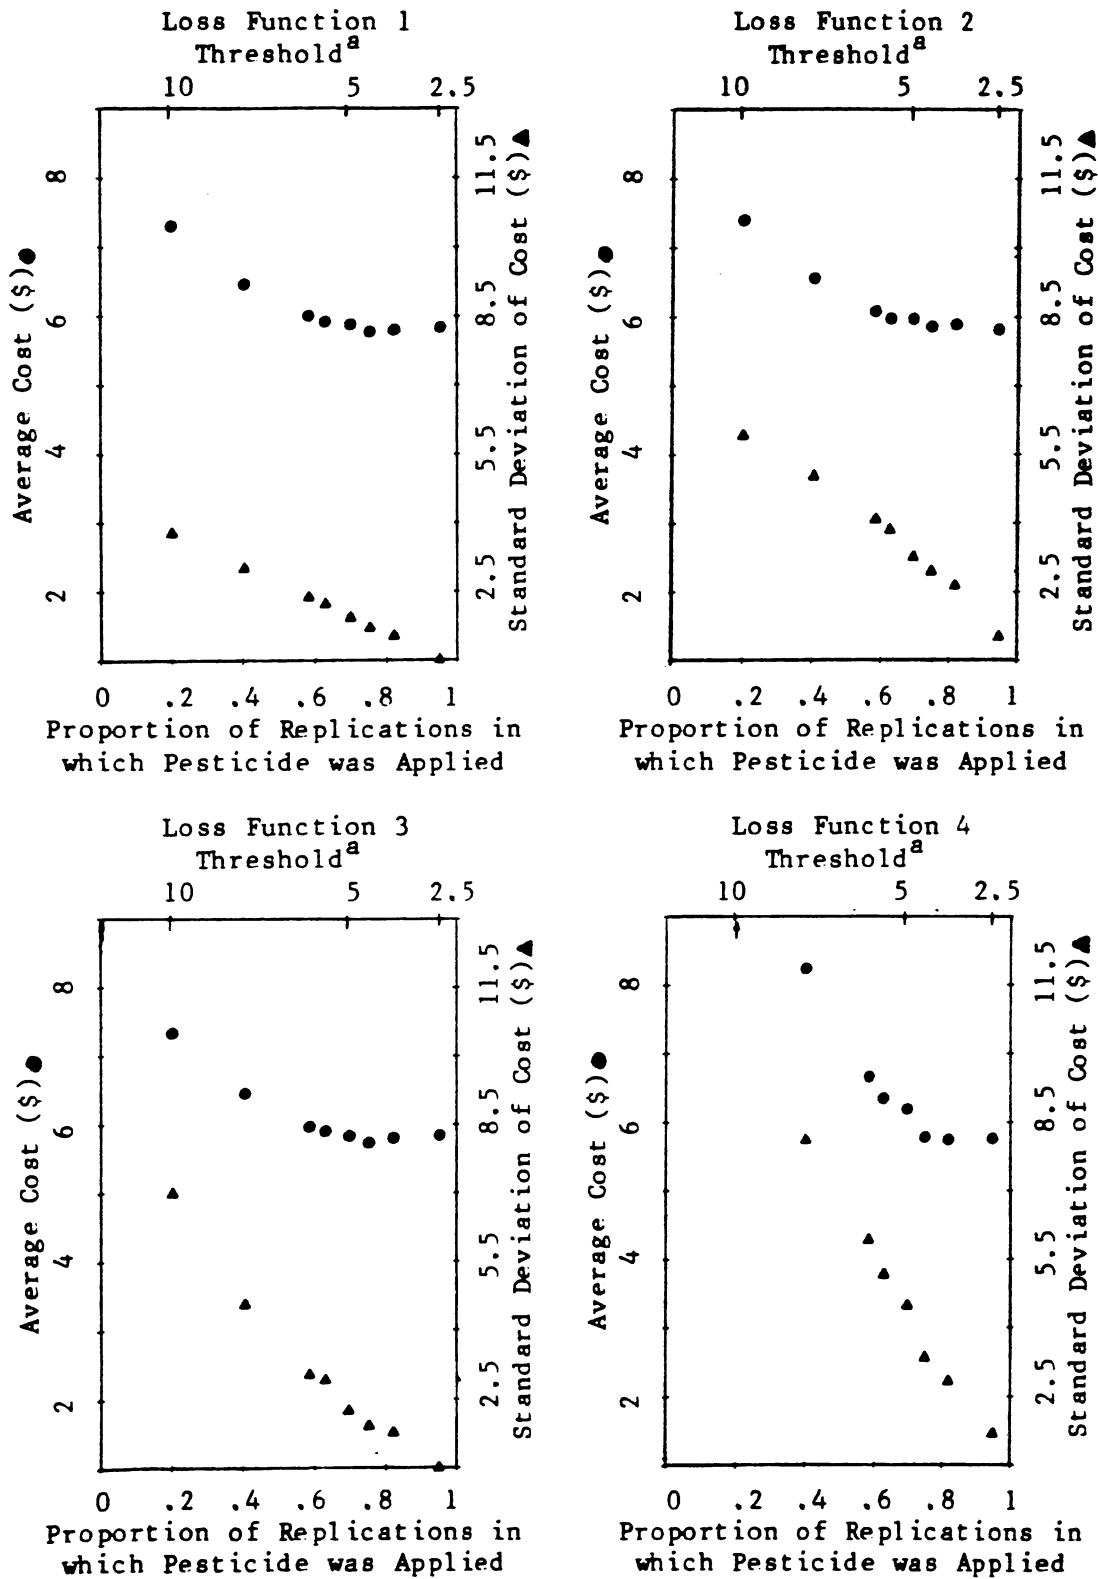 Loss Function 1
Threshold^a
10 5 2.5
Average Cost ($)●
8
6
4
2
Standard Deviation of Cost ($)▲
11.5
8.5
5.5
2.5
0 .2 .4 .6 .8 1
Proportion of Replications in
which Pesticide was Applied
Loss Function 2
Threshold^a
10 5 2.5
Average Cost ($)●
8
6
4
2
Standard Deviation of Cost ($)▲
11.5
8.5
5.5
2.5
0 .2 .4 .6 .8 1
Proportion of Replications in
which Pesticide was Applied
Loss Function 3
Threshold^a
10 5 2.5
Average Cost ($)●
8
6
4
2
Standard Deviation of Cost ($)▲
11.5
8.5
5.5
2.5
0 .2 .4 .6 .8 1
Proportion of Replications in
which Pesticide was Applied
Loss Function 4
Threshold^a
10 5 2.5
Average Cost ($)●
8
6
4
2
Standard Deviation of Cost ($)▲
11.5
8.5
5.5
2.5
0 .2 .4 .6 .8 1
Proportion of Replications in
which Pesticide was Applied